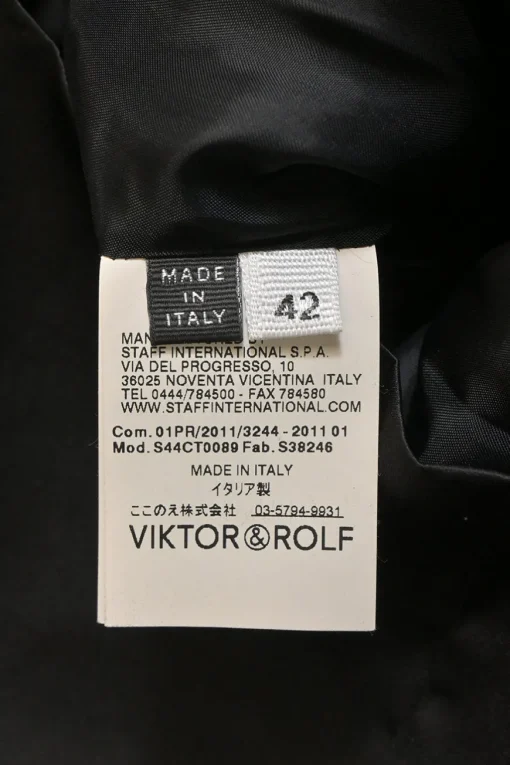 MADE
IN
ITALY
42
STAFF INTERNATIONAL S.P.A.
VIA DEL PROGRESSO, 10
36025 NOVENTA VICENTINA ITALY
TEL 0444/784500 - FAX 784580
WWW.STAFFINTERNATIONAL.COM
Com. 01PR/2011/3244 - 2011 01
Mod. S44CT0089 Fab. S38246
MADE IN ITALY
イタリア製
ここのえ株式会社 03-5794-9931
VIKTOR&ROLF